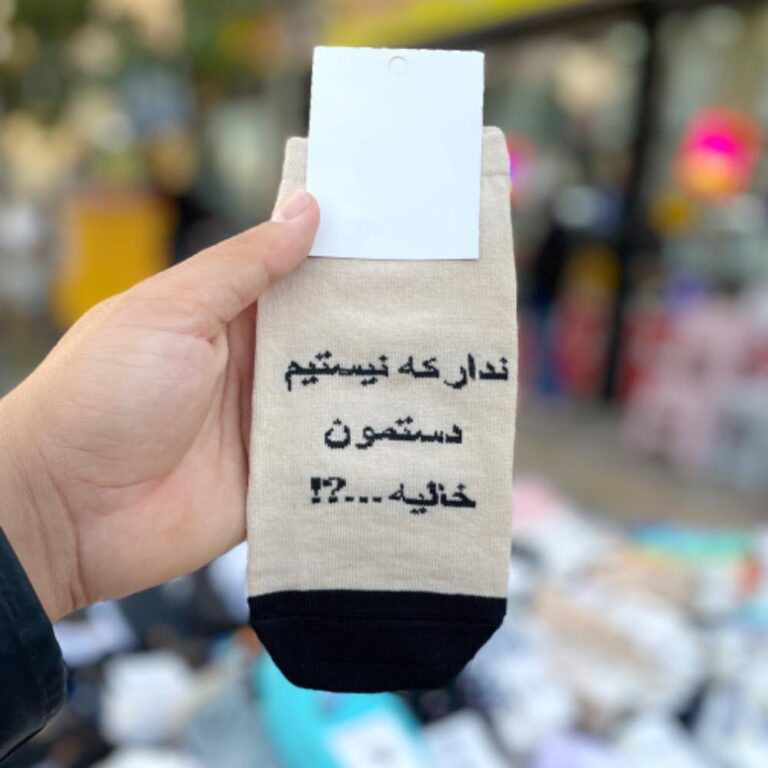 ندار که نیستیم
دستمون
خالیه...?!